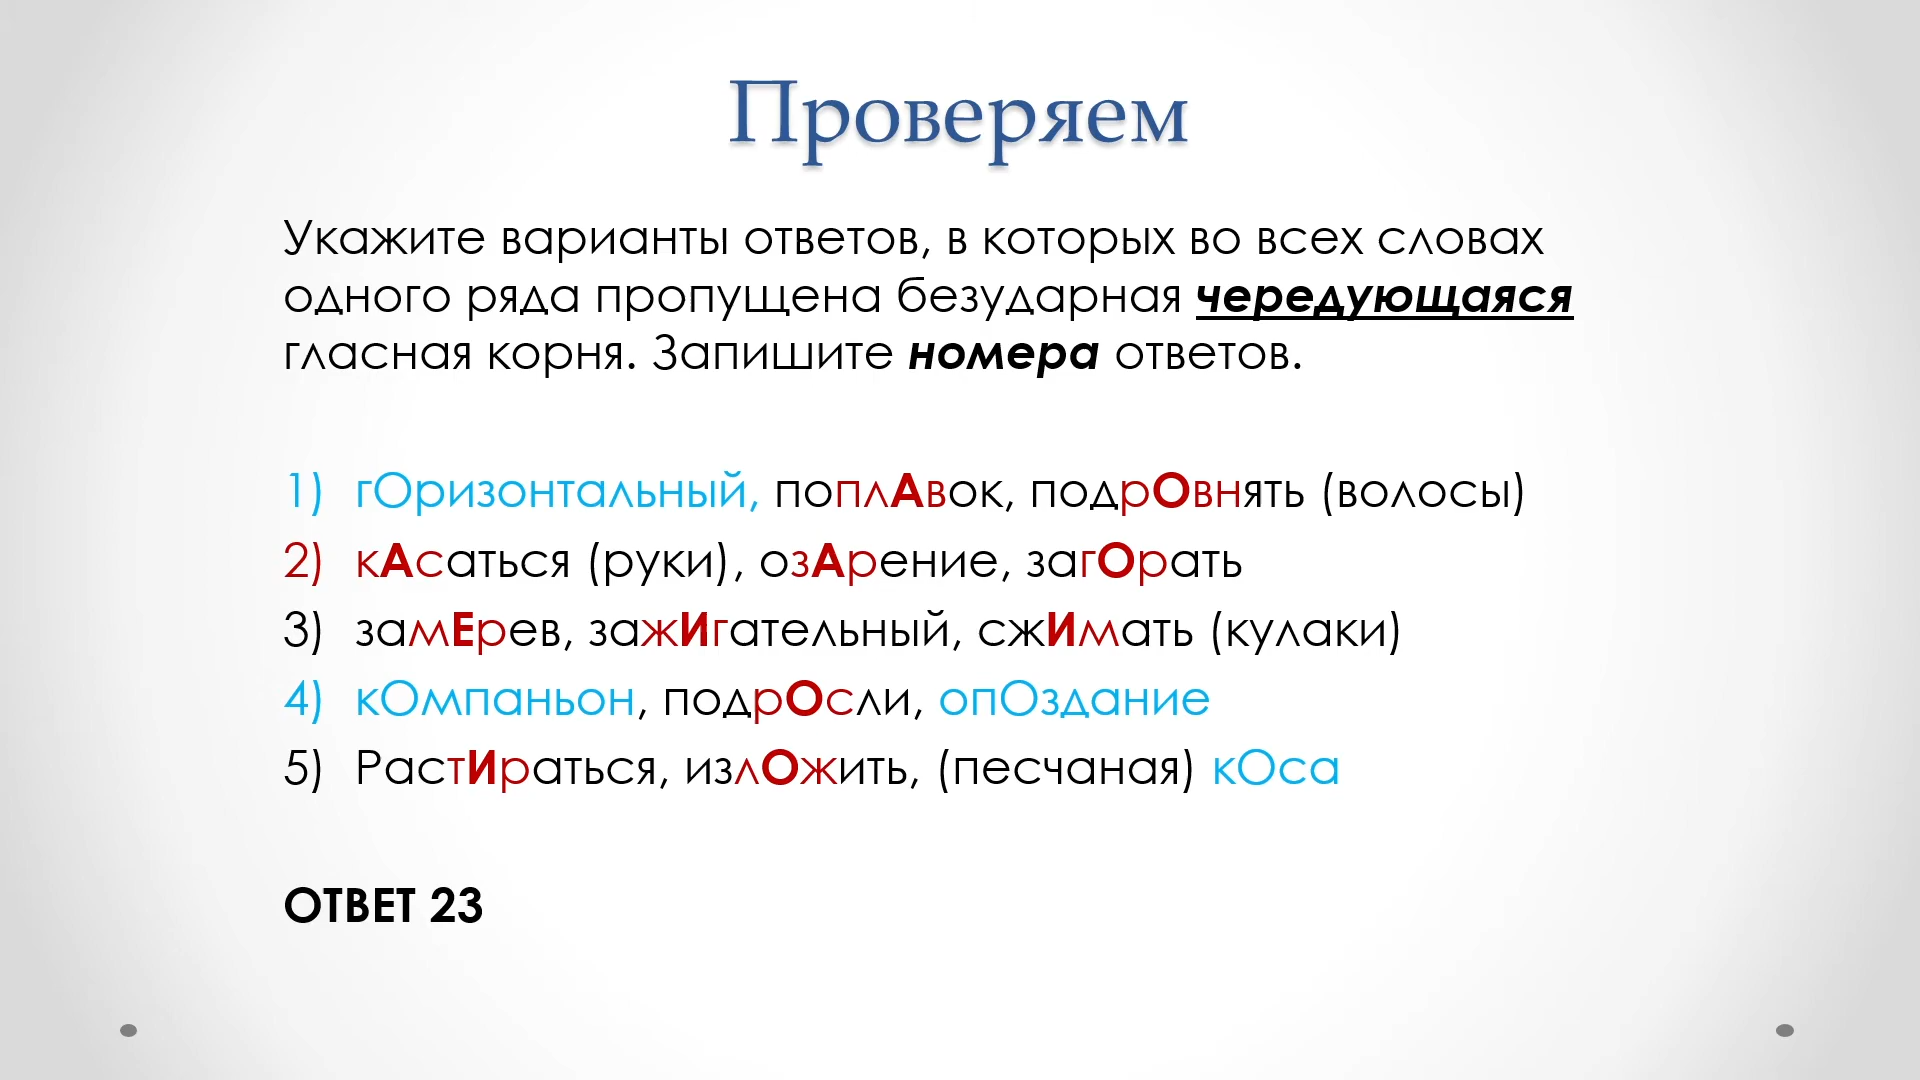 Проверяем
Укажите варианты ответов, в которых во всех словах
одного ряда пропущена безударная чередующаяся
гласная корня. Запишите номера ответов.
1) гОризонтальный, поплАвок, подрОвнять (волосы)
2) кАсаться (руки), озАрение, загОрать
3) замЕрев, зажИгательный, сжИмать (кулаки)
4) кОмпаньон, подрОсли, опОздание
5) РастИраться, излОжить, (песчаная) кОса
ОТВЕТ 23